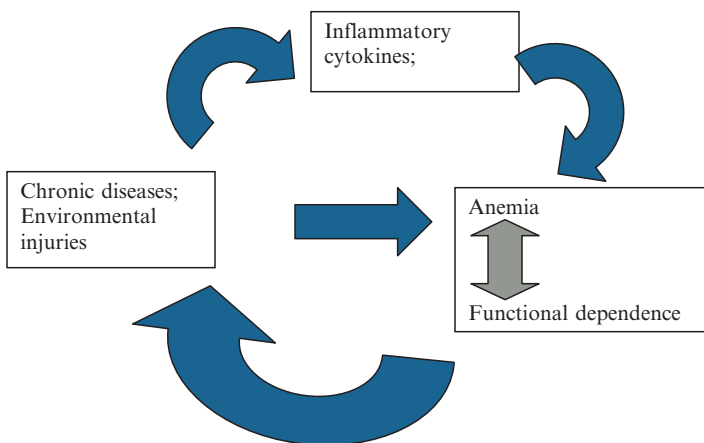 Inflammatory
cytokines;
Chronic diseases;
Environmental
injuries
Anemia
Functional dependence